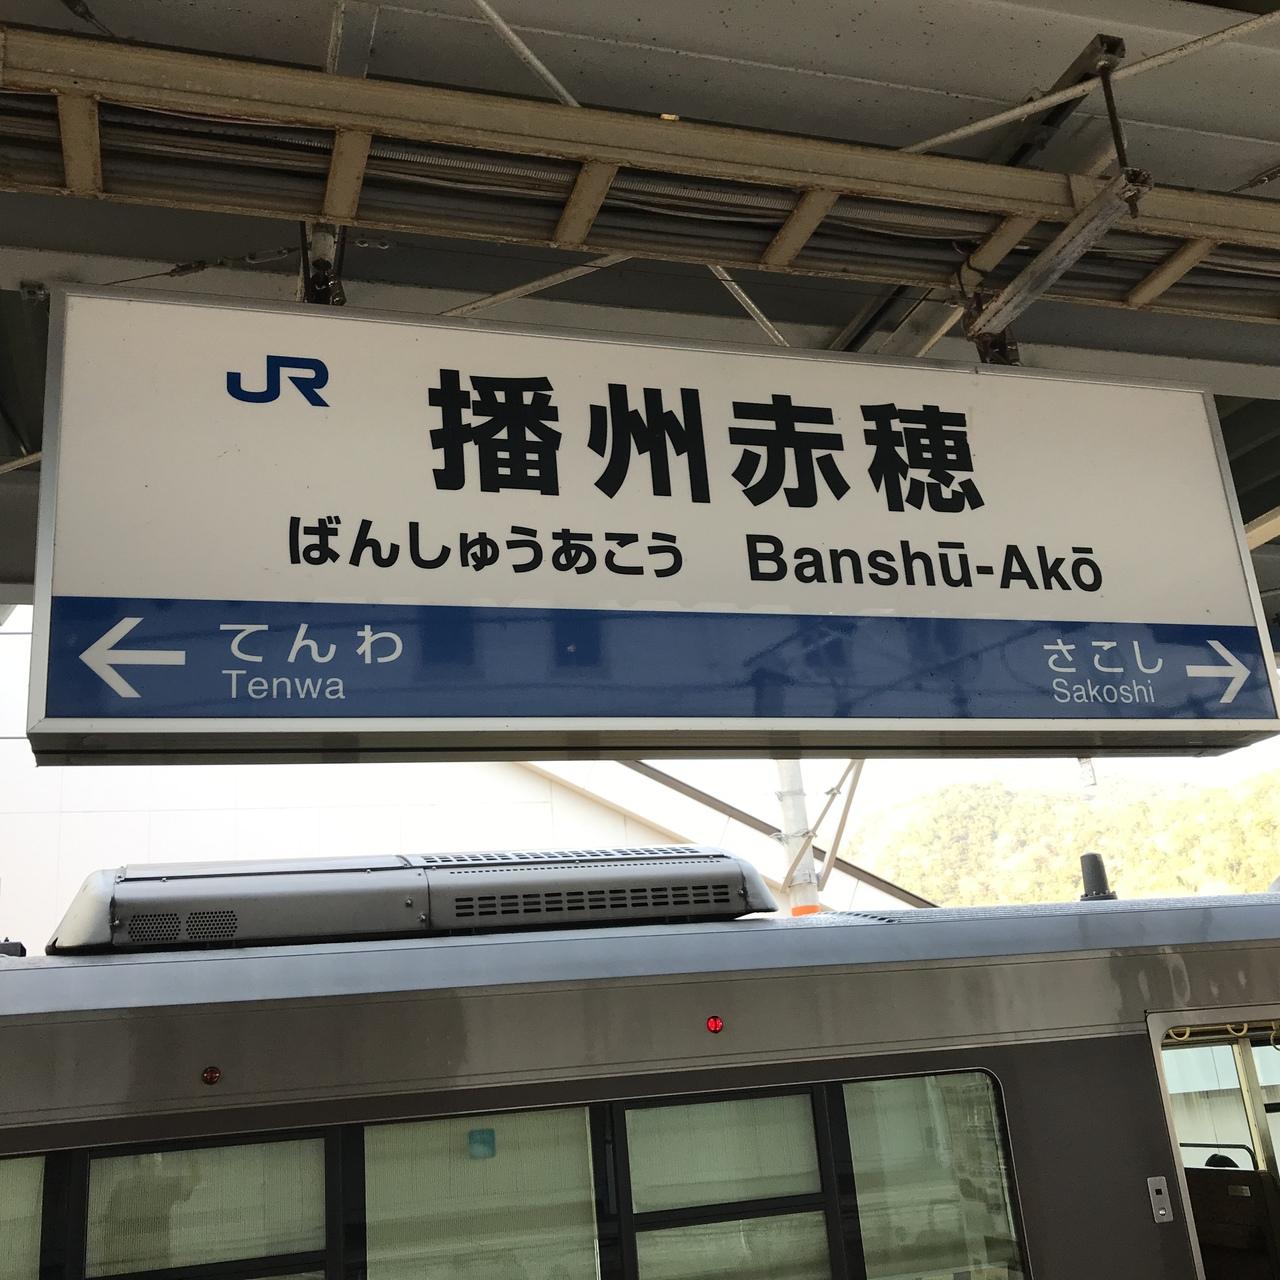 JR
播州赤穂
ばんしゅうあこう Banshū-Akō
← てんわ さこし →
Tenwa Sakoshi